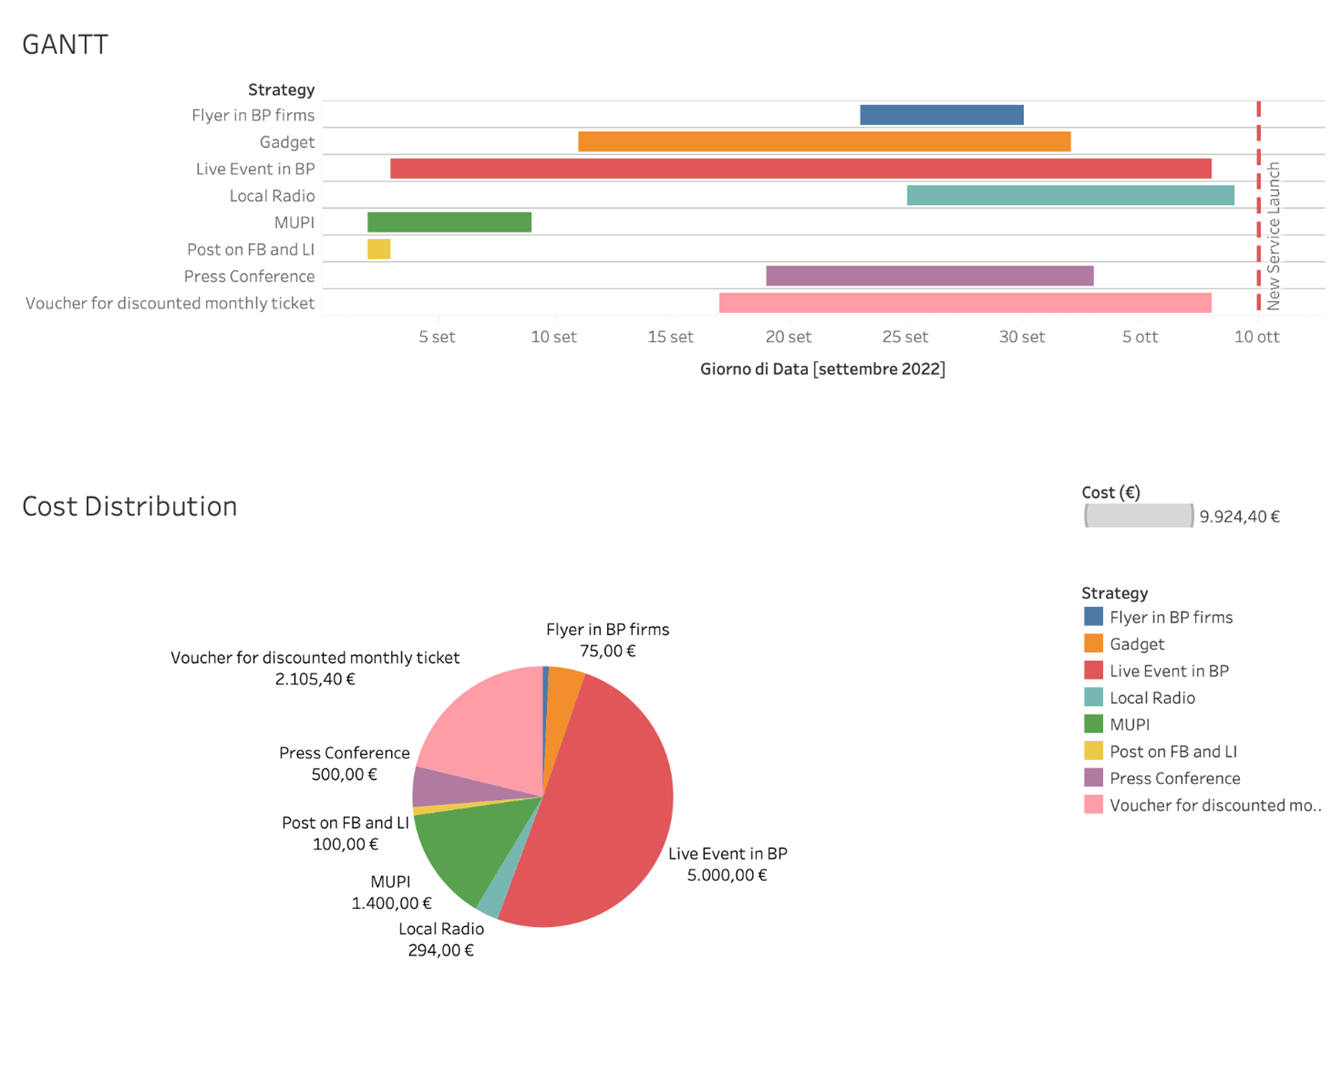 GANTT
Strategy
Flyer in BP firms
Gadget
Live Event in BP
Local Radio
MUPI
Post on FB and LI
Press Conference
Voucher for discounted monthly ticket
New Service Launch
5 set
10 set
15 set
20 set
25 set
30 set
5 ott
10 ott
Giorno di Data [settembre 2022]
Cost Distribution
Cost (€)
9.924,40 €
Flyer in BP firms
75,00 €
Voucher for discounted monthly ticket
2.105,40 €
Press Conference
500,00 €
Post on FB and LI
100,00 €
MUPI
1.400,00 €
Local Radio
294,00 €
Live Event in BP
5.000,00 €
Strategy
Flyer in BP firms
Gadget
Live Event in BP
Local Radio
MUPI
Post on FB and LI
Press Conference
Voucher for discounted mo..